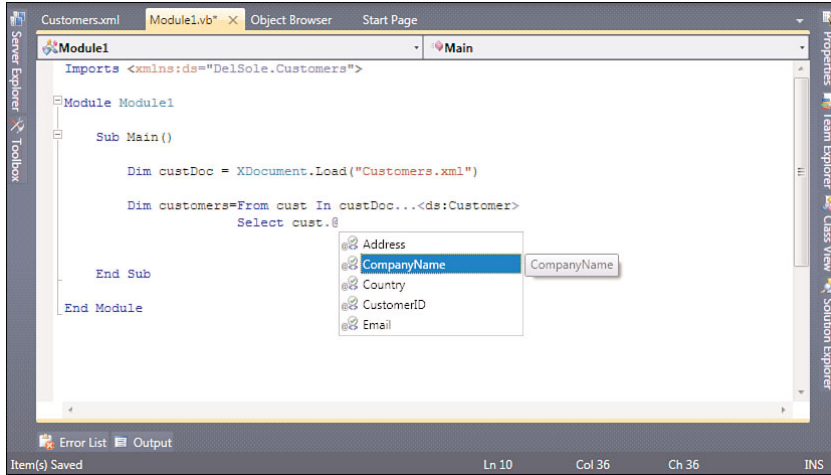 Customers.xml Module1.vb* Object Browser Start Page
Server Explorer
Toolbox
Module1 Main
Imports <xmlns:ds="DelSole.Customers">
Module Module1
Sub Main()
Dim custDoc = XDocument.Load("Customers.xml")
Dim customers=From cust In custDoc...<ds:Customer>
Select cust.@
Address
CompanyName CompanyName
Country
CustomerID
Email
End Sub
End Module
Properties
Team Explorer
Class View
Solution Explorer
Error List Output
Item(s) Saved Ln 10 Col 36 Ch 36 INS